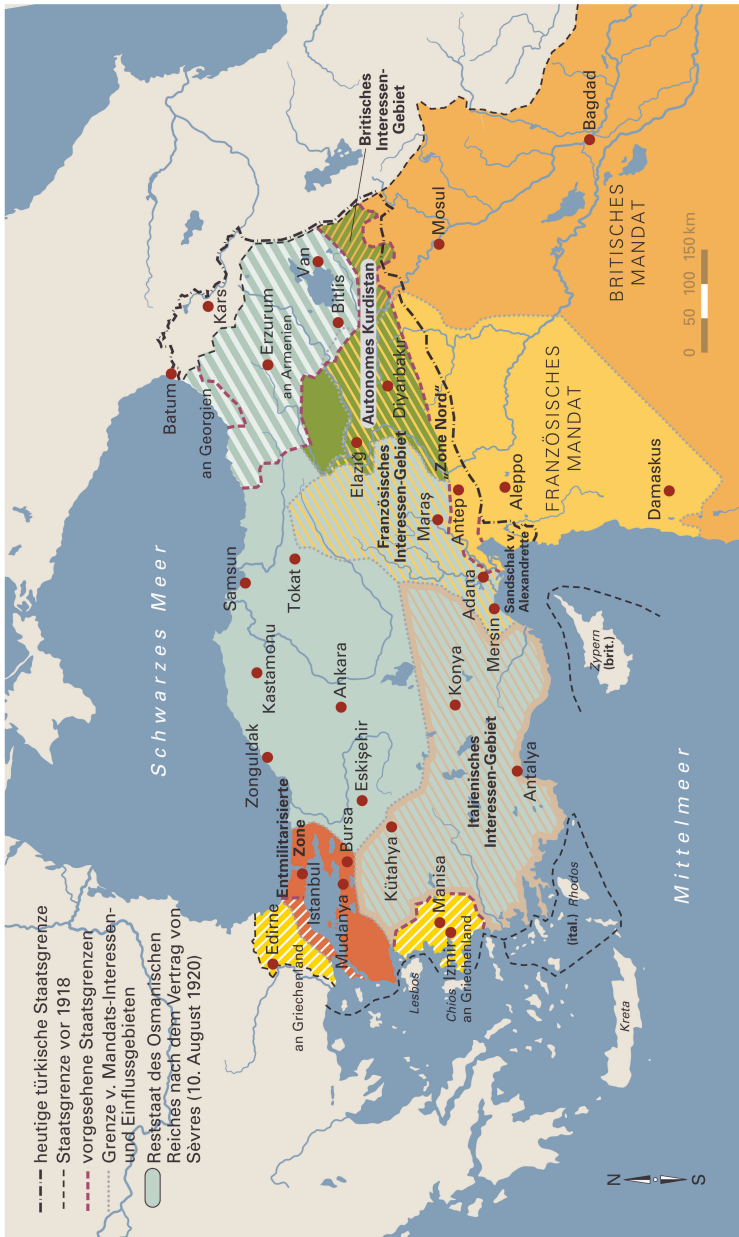 heutige türkische Staatsgrenze
Staatsgrenze vor 1918
vorgesehene Staatsgrenzen
Grenze v. Mandats-Interessen-
und Einflussgebieten
Reststaat des Osmanischen
Reiches nach dem Vertrag von
Sèvres (10. August 1920)
Schwarzes Meer
Edirne
an Griechenland
Entmilitarisierte
Zone
Istanbul
Mudanya
Bursa
Zonguldak
Kastamonu
Samsun
Tokat
Ankara
Eskişehir
Kütahya
Batum
an Georgien
Kars
Erzurum
an Armenien
Van
Bitlis
Britisches
Interessen-
Gebiet
Autonomes Kurdistan
Elazığ
Diyarbakır
Französisches
Interessen-Gebiet
„Zone Nord“
Maraş
Antep
Adana
Mersin
Sandschak v.
Alexandrette
Konya
Italienisches
Interessen-Gebiet
Antalya
Manisa
Izmir
an Griechenland
Lesbos
Chios
Rhodos
(ital.)
Kreta
Zypern
(brit.)
Mittelmeer
Aleppo
FRANZÖSISCHES
MANDAT
Damaskus
Mosul
Bagdad
BRITISCHES
MANDAT
0 50 100 150 km
N
S